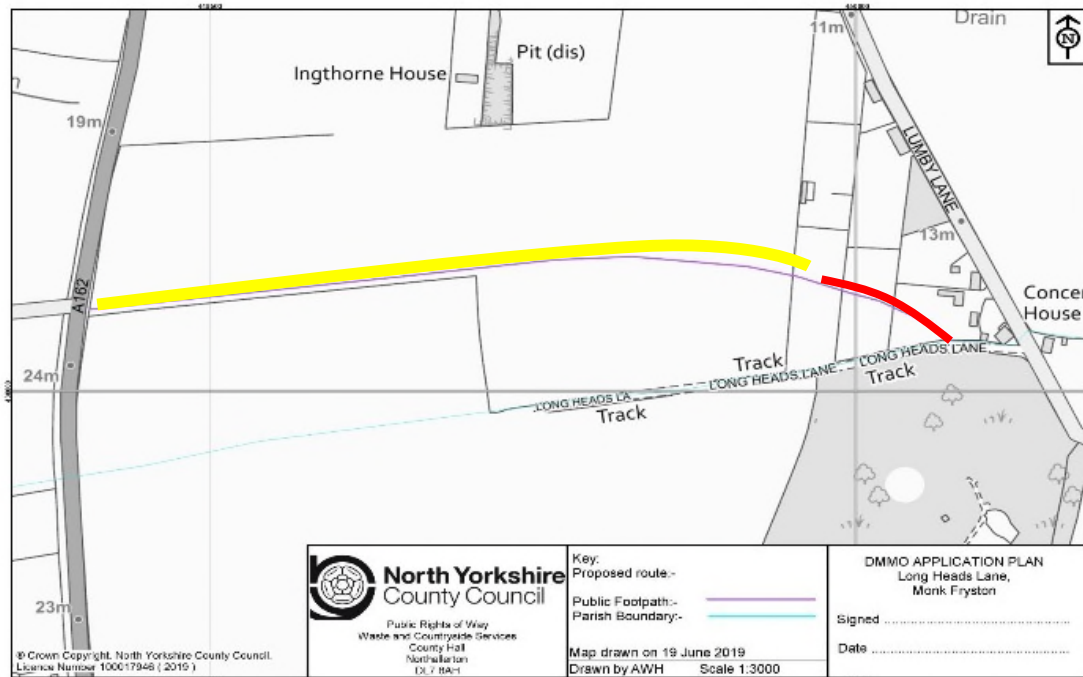 Drain
11m
N
Pit (dis)
Ingthorne House
19m
LUMBY LANE
13m
A162
Concer
House
LONG HEADS LANE
Track
Track
LONG HEADS LANE
24m
LONG HEADS LA
Track
23m
North Yorkshire
County Council
Public Rights of Way
Waste and Countryside Services
County Hall
Northallerton
DL7 8AH
Key:
Proposed route:-
Public Footpath:-
Parish Boundary:-
Map drawn on 19 June 2019
Drawn by AWH Scale 1:3000
DMMO APPLICATION PLAN
Long Heads Lane,
Monk Fryston
Signed
Date
© Crown Copyright. North Yorkshire County Council.
Licence Number 100017946 ( 2019 )